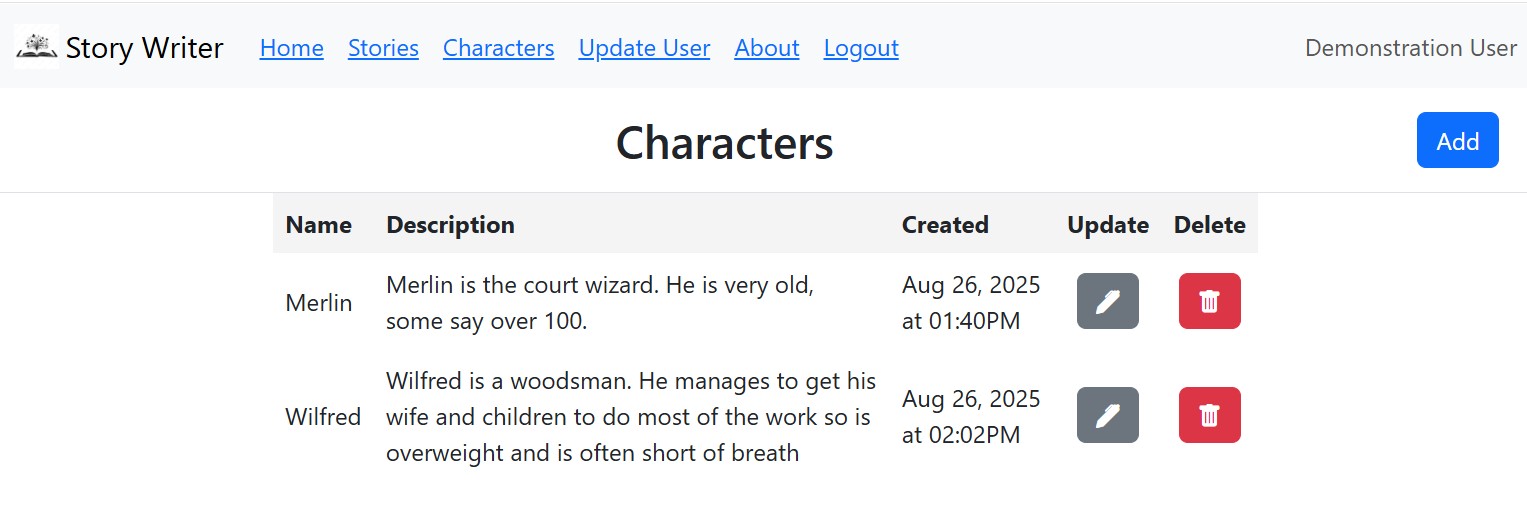 Story Writer Home Stories Characters Update User About Logout Demonstration User
Characters Add
Name Description Created Update Delete
Merlin
Merlin is the court wizard. He is very old,
some say over 100.
Aug 26, 2025
at 01:40PM
Wilfred
Wilfred is a woodsman. He manages to get his
wife and children to do most of the work so is
overweight and is often short of breath
Aug 26, 2025
at 02:02PM